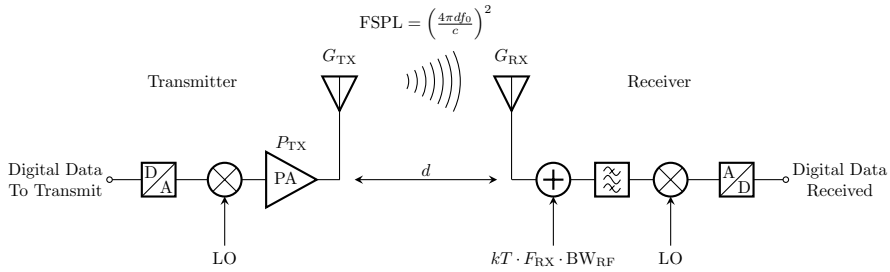 FSPL = (4πdf₀/c)²
G_TX
G_RX
Transmitter
Receiver
P_TX
Digital Data
To Transmit
D
A
PA
d
A
D
Digital Data
Received
LO
kT · F_RX · BW_RF
LO